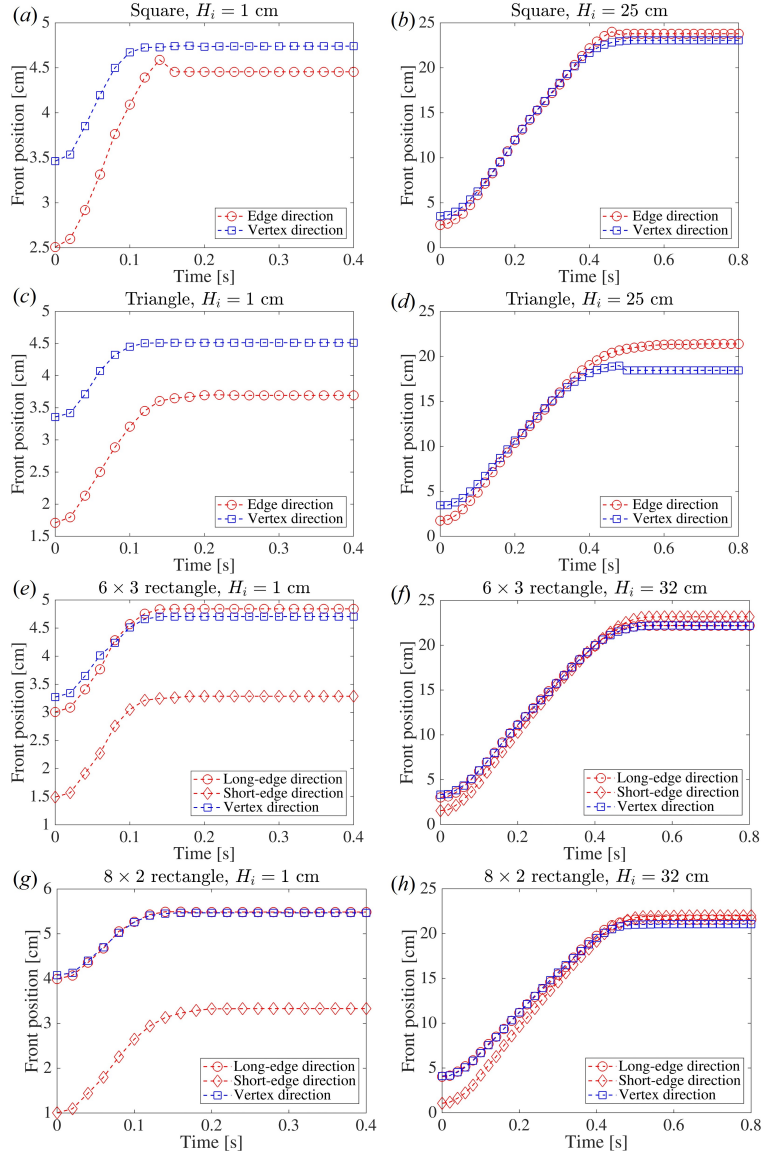 (a) Square, H_i = 1 cm
5
4.5
3.5
2.5
Front position [cm]
Edge direction
Vertex direction
0 0.1 0.2 0.3 0.4
Time [s]
(b) Square, H_i = 25 cm
25
20
15
10
5
0
Front position [cm]
Edge direction
Vertex direction
0 0.2 0.4 0.6 0.8
Time [s]
(c) Triangle, H_i = 1 cm
5
4.5
3.5
3
2.5
2
1.5
Front position [cm]
Edge direction
Vertex direction
0 0.1 0.2 0.3 0.4
Time [s]
(d) Triangle, H_i = 25 cm
25
20
15
10
5
0
Front position [cm]
Edge direction
Vertex direction
0 0.2 0.4 0.6 0.8
Time [s]
(e) 6 × 3 rectangle, H_i = 1 cm
5
4.5
3.5
3
2.5
2
1.5
1
Front position [cm]
Long-edge direction
Short-edge direction
Vertex direction
0 0.1 0.2 0.3 0.4
Time [s]
(f) 6 × 3 rectangle, H_i = 32 cm
25
20
15
10
5
0
Front position [cm]
Long-edge direction
Short-edge direction
Vertex direction
0 0.2 0.4 0.6 0.8
Time [s]
(g) 8 × 2 rectangle, H_i = 1 cm
6
5
4
3
2
1
Front position [cm]
Long-edge direction
Short-edge direction
Vertex direction
0 0.1 0.2 0.3 0.4
Time [s]
(h) 8 × 2 rectangle, H_i = 32 cm
25
20
15
10
5
0
Front position [cm]
Long-edge direction
Short-edge direction
Vertex direction
0 0.2 0.4 0.6 0.8
Time [s]